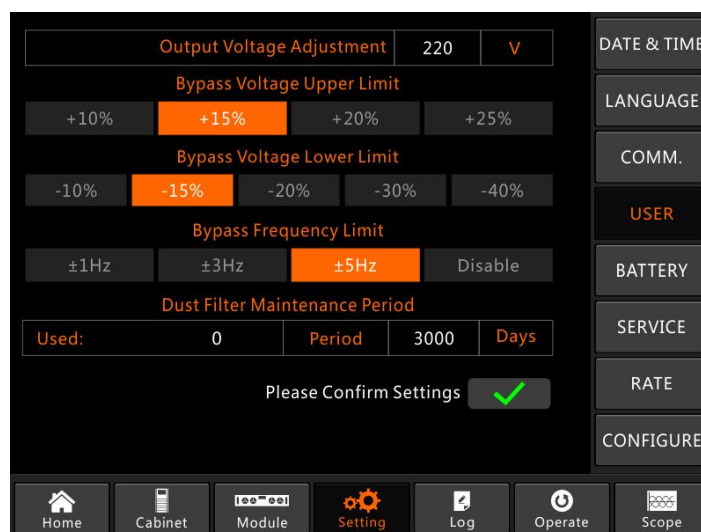 Output Voltage Adjustment 220 V
Bypass Voltage Upper Limit
+10% +15% +20% +25%
Bypass Voltage Lower Limit
-10% -15% -20% -30% -40%
Bypass Frequency Limit
±1Hz ±3Hz ±5Hz Disable
Dust Filter Maintenance Period
Used: 0 Period 3000 Days
Please Confirm Settings
DATE & TIME
LANGUAGE
COMM.
USER
BATTERY
SERVICE
RATE
CONFIGURE
Home Cabinet Module Setting Log Operate Scope